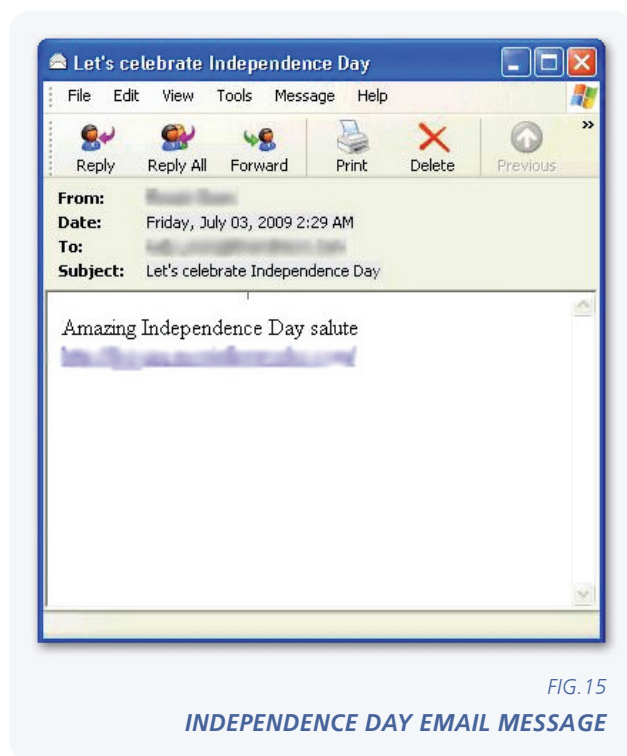 Let's celebrate Independence Day
File Edit View Tools Message Help
Reply Reply All Forward Print Delete Previous »
From:
Date: Friday, July 03, 2009 2:29 AM
To:
Subject: Let's celebrate Independence Day
Amazing Independence Day salute
FIG.15
INDEPENDENCE DAY EMAIL MESSAGE